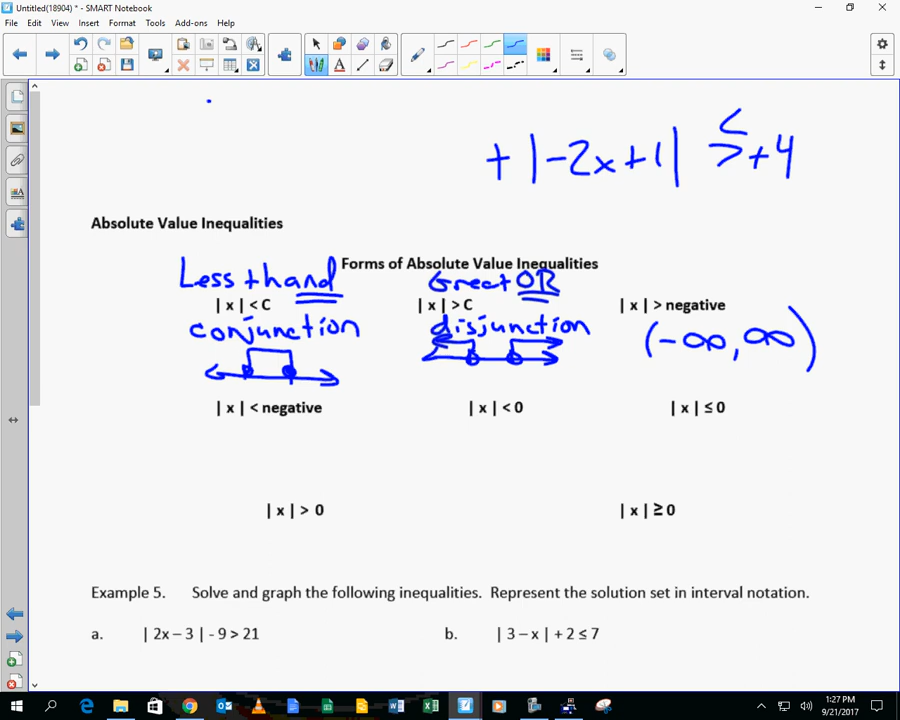 Untitled(18904) * - SMART Notebook
File Edit View Insert Format Tools Add-ons Help
+ |-2x+1| <
> +4
Absolute Value Inequalities
Forms of Absolute Value Inequalities
Less thand Great OR
| x | < C | x | > C | x | > negative
conjunction disjunction (-∞, ∞)
| x | < negative | x | < 0 | x | ≤ 0
| x | > 0 | x | ≥ 0
Example 5. Solve and graph the following inequalities. Represent the solution set in interval notation.
a. | 2x – 3 | - 9 > 21 b. | 3 – x | + 2 ≤ 7
1:27 PM
9/21/2017